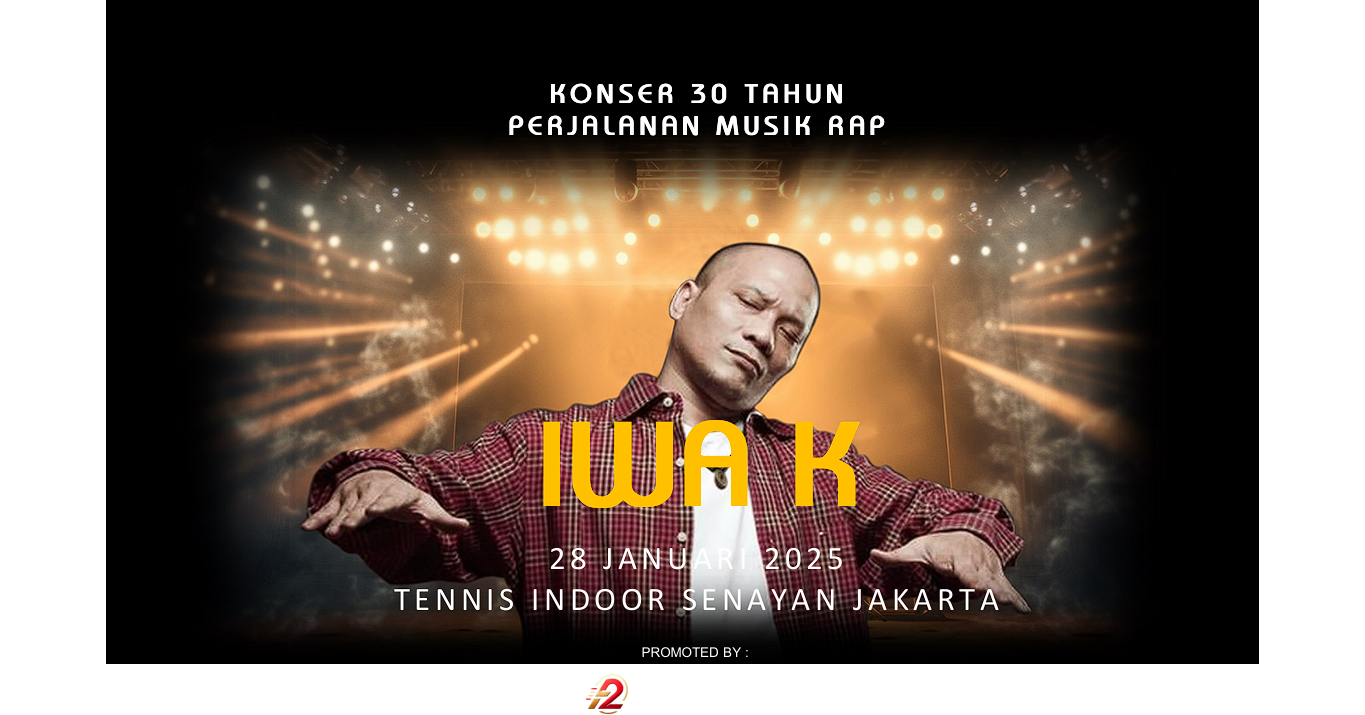 KONSER 30 TAHUN
PERJALANAN MUSIK RAP
IWA K
28 JANUARI 2025
TENNIS INDOOR SENAYAN JAKARTA
PROMOTED BY :